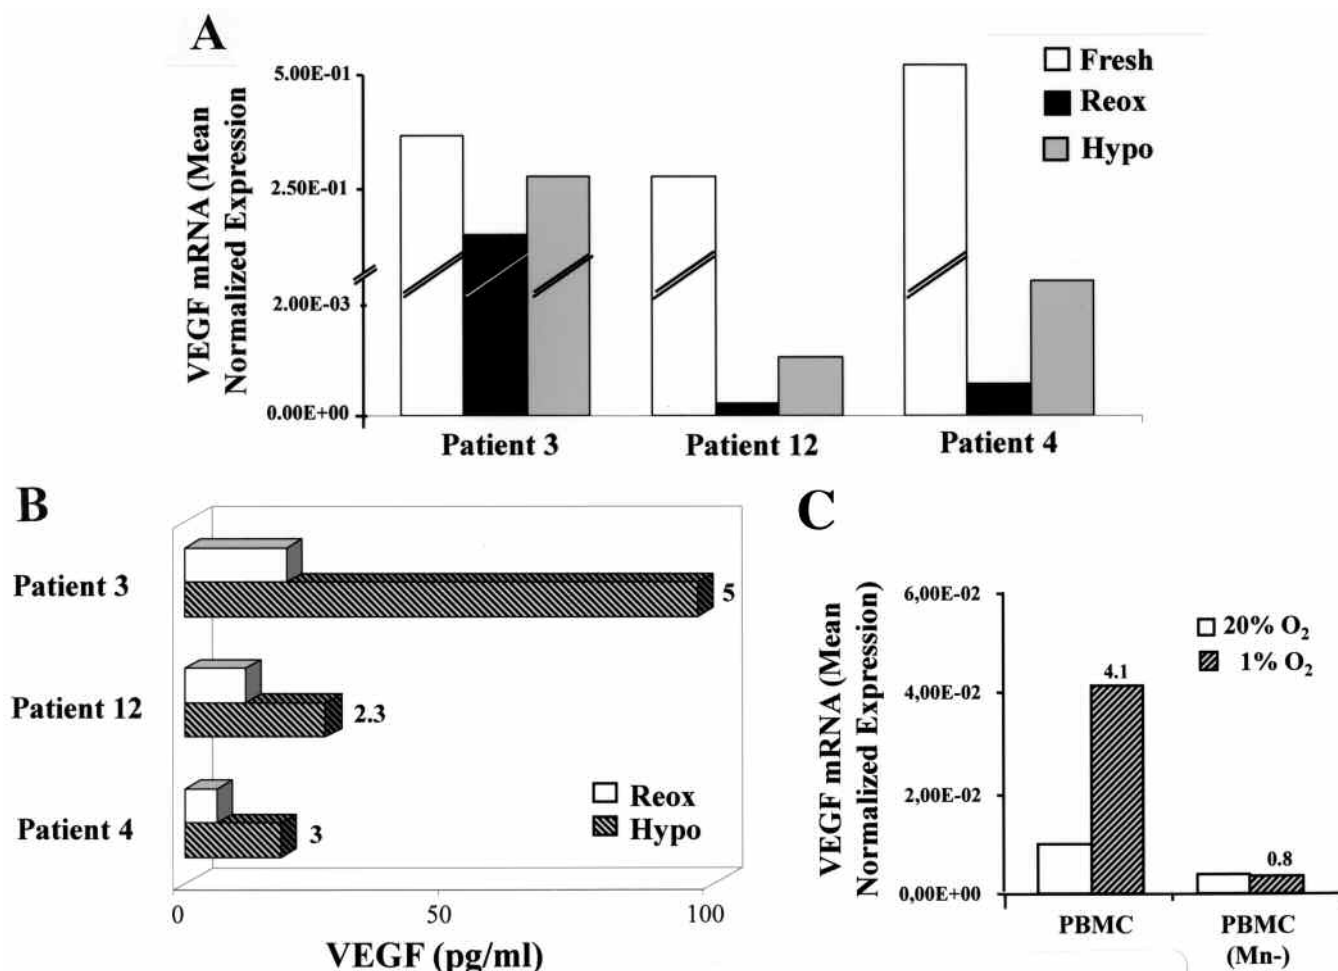 A
VEGF mRNA (Mean
Normalized Expression
5.00E-01
2.50E-01
2.00E-03
0.00E+00
Fresh
Reox
Hypo
Patient 3
Patient 12
Patient 4
B
Patient 3
5
Patient 12
2.3
Patient 4
3
Reox
Hypo
0
50
100
VEGF (pg/ml)
C
VEGF mRNA (Mean
Normalized Expression)
6,00E-02
4,00E-02
2,00E-02
0,00E+00
20% O₂
1% O₂
4.1
0.8
PBMC
PBMC
(Mn-)